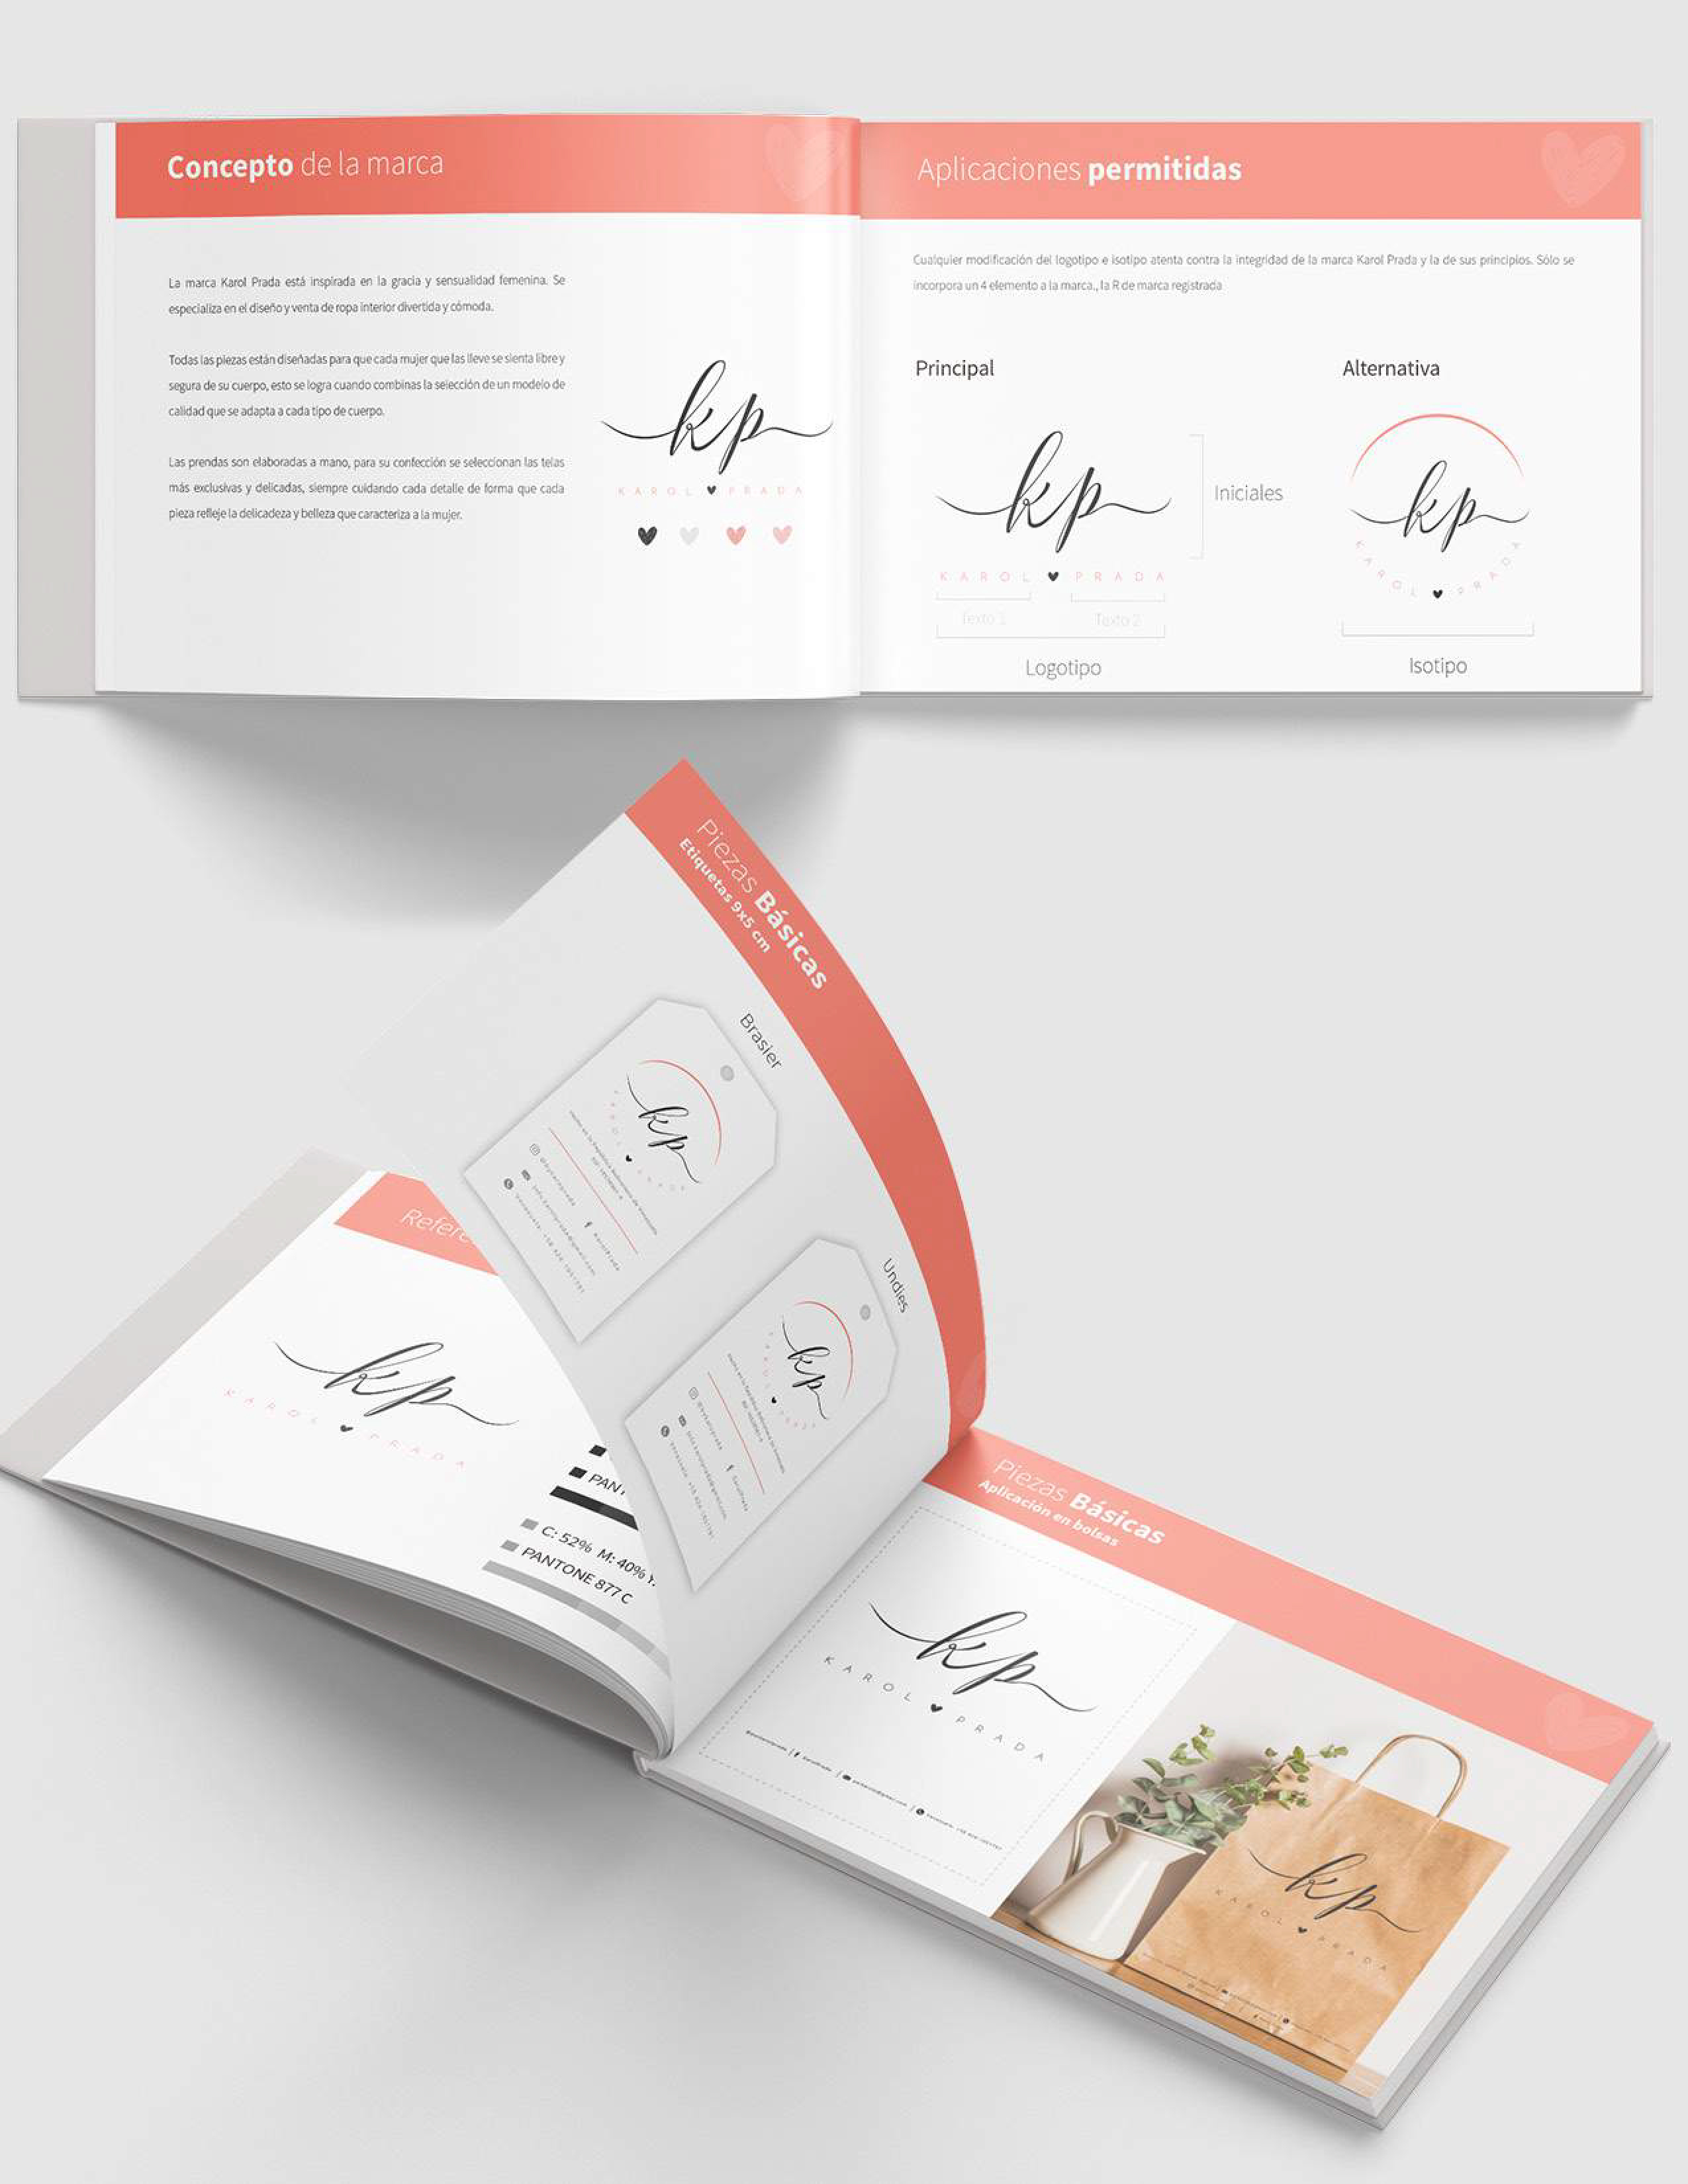 Concepto de la marca
La marca Karol Prada está inspirada en la gracia y sensualidad femenina. Se
especializa en el diseño y venta de ropa interior divertida y cómoda.
Todas las piezas están diseñadas para que cada mujer que las lleve se sienta libre y
segura de su cuerpo, esto se logra cuando combinas la selección de un modelo de
calidad que se adapta a cada tipo de cuerpo.
Las prendas son elaboradas a mano, para su confección se seleccionan las telas
más exclusivas y delicadas, siempre cuidando cada detalle de forma que cada
pieza refleje la delicadeza y belleza que caracteriza a la mujer.
kp
KAROL PRADA
Aplicaciones permitidas
Cualquier modificación del logotipo e isotipo atenta contra la integridad de la marca Karol Prada y la de sus principios. Sólo se
incorpora un 4 elemento a la marca., la R de marca registrada
Principal
kp
KAROL PRADA
Iniciales
Texto 1
Texto 2
Logotipo
Alternativa
kp
KAROL PRADA
Isotipo
Piezas Básicas
Etiquetas 9x5 cm
Brasier
kp
KAROL PRADA
Undies
kp
KAROL PRADA
Refere
kp
KAROL PRADA
PANT
C: 52% M: 40% Y:
PANTONE 877 C
Piezas Básicas
Aplicación en bolsas
kp
KAROL PRADA
kp
KAROL PRADA